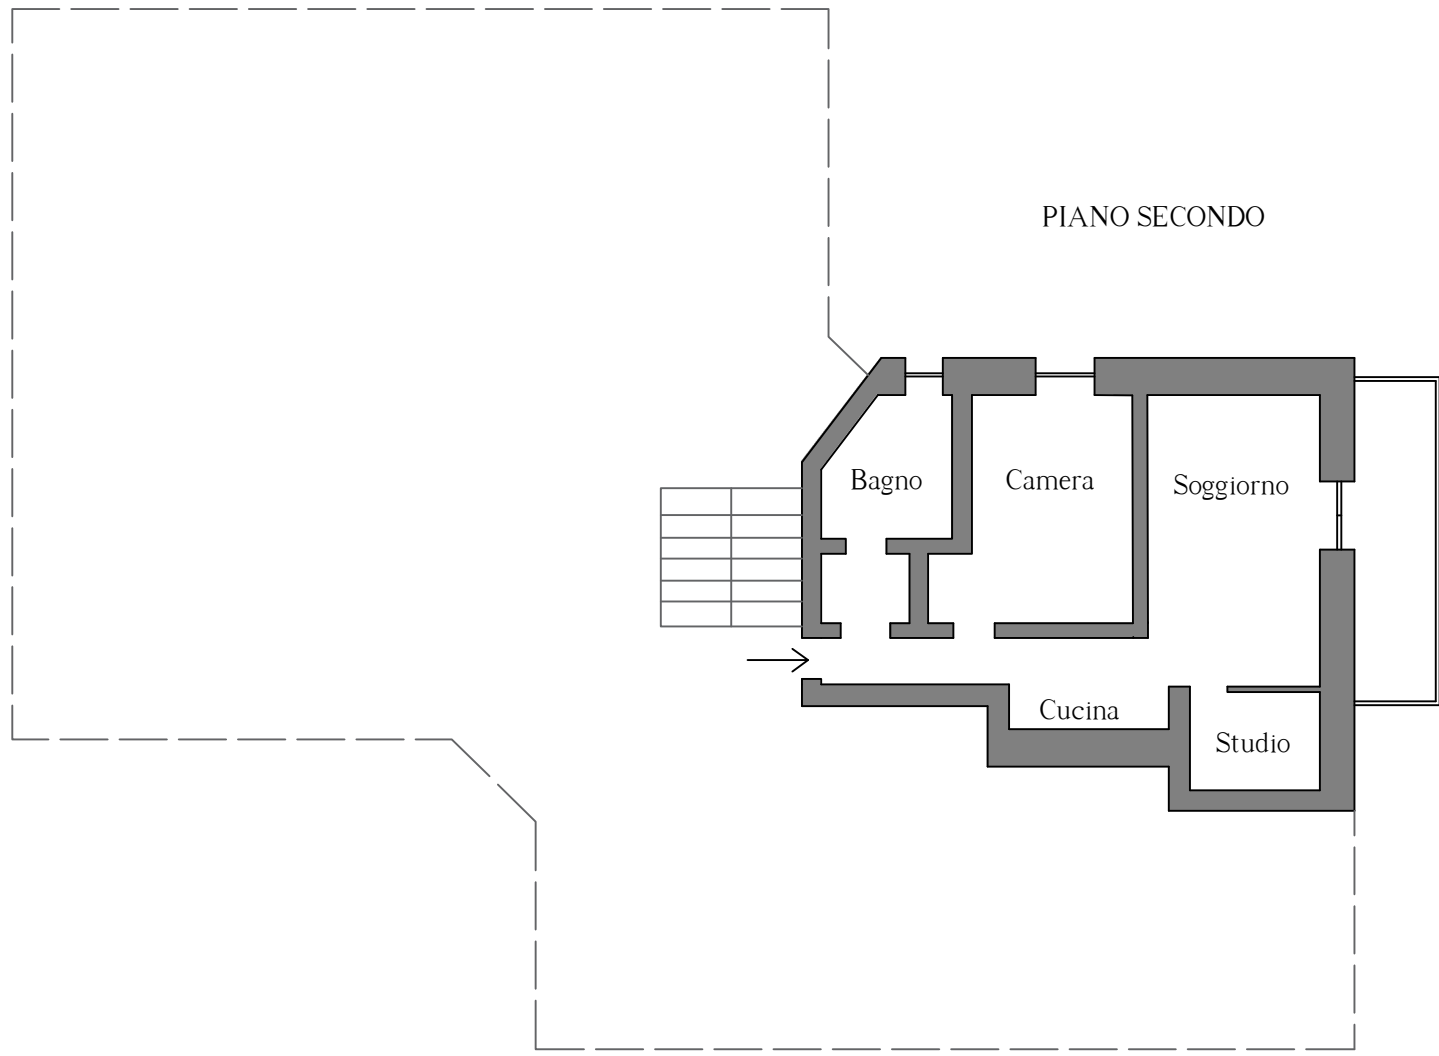 PIANO SECONDO
Bagno
Camera
Soggiorno
Cucina
Studio